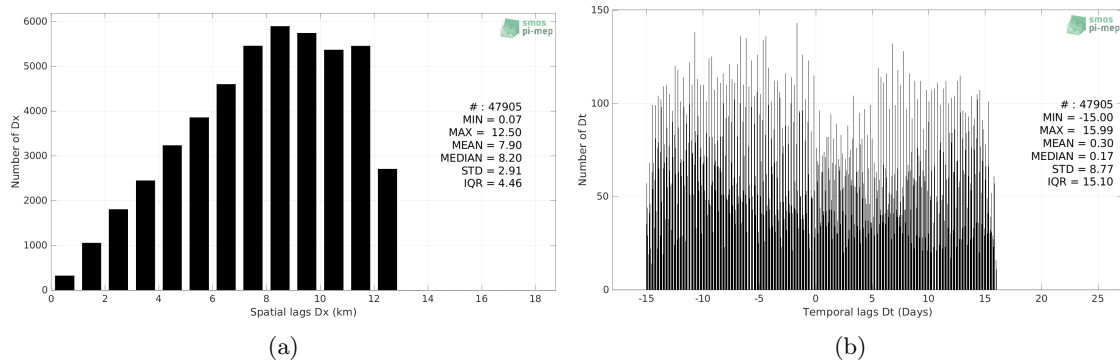 6000
5000
4000
3000
2000
1000
0
Number of Dx
0 2 4 6 8 10 12 14 16 18
Spatial lags Dx (km)
smos
pi-mep
# : 47905
MIN = 0.07
MAX = 12.50
MEAN = 7.90
MEDIAN = 8.20
STD = 2.91
IQR = 4.46
(a)
150
100
50
0
Number of Dt
-15 -10 -5 0 5 10 15 20 25
Temporal lags Dt (Days)
smos
pi-mep
# : 47905
MIN = -15.00
MAX = 15.99
MEAN = 0.30
MEDIAN = 0.17
STD = 8.77
IQR = 15.10
(b)